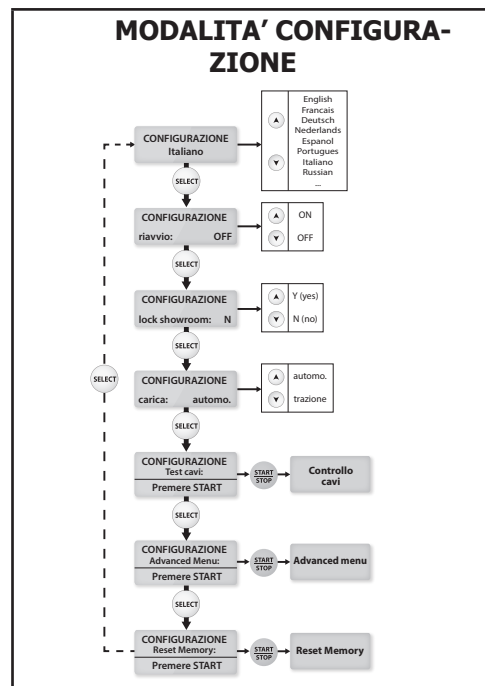 MODALITA’ CONFIGURA-
ZIONE
CONFIGURAZIONE
Italiano
English
Francais
Deutsch
Nederlands
Espanol
Portugues
Italiano
Russian
...
SELECT
CONFIGURAZIONE
riavvio: OFF
ON
OFF
SELECT
CONFIGURAZIONE
lock showroom: N
Y (yes)
N (no)
SELECT
SELECT
CONFIGURAZIONE
carica: automo.
automo.
trazione
SELECT
CONFIGURAZIONE
Test cavi:
Premere START
START
STOP
Controllo
cavi
SELECT
CONFIGURAZIONE
Advanced Menu:
Premere START
START
STOP
Advanced menu
SELECT
CONFIGURAZIONE
Reset Memory:
Premere START
START
STOP
Reset Memory